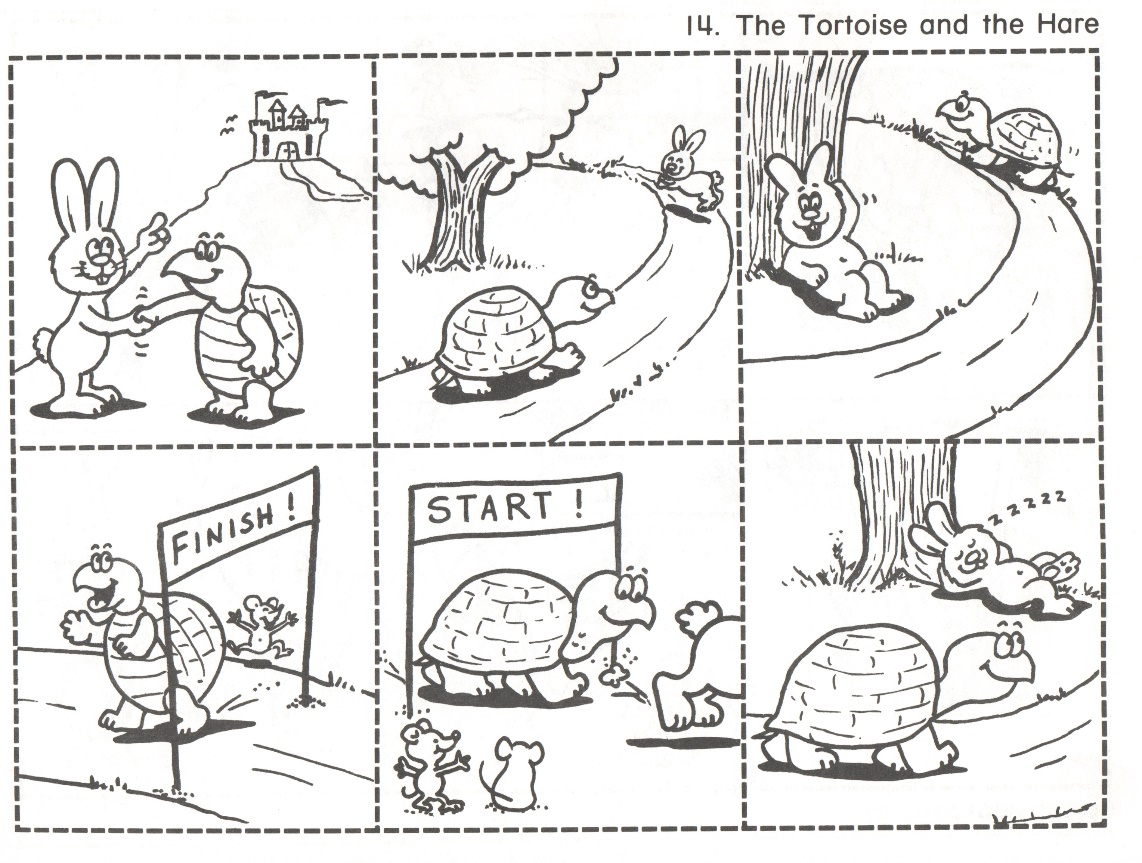 14. The Tortoise and the Hare
FINISH!
START!
zzzzz